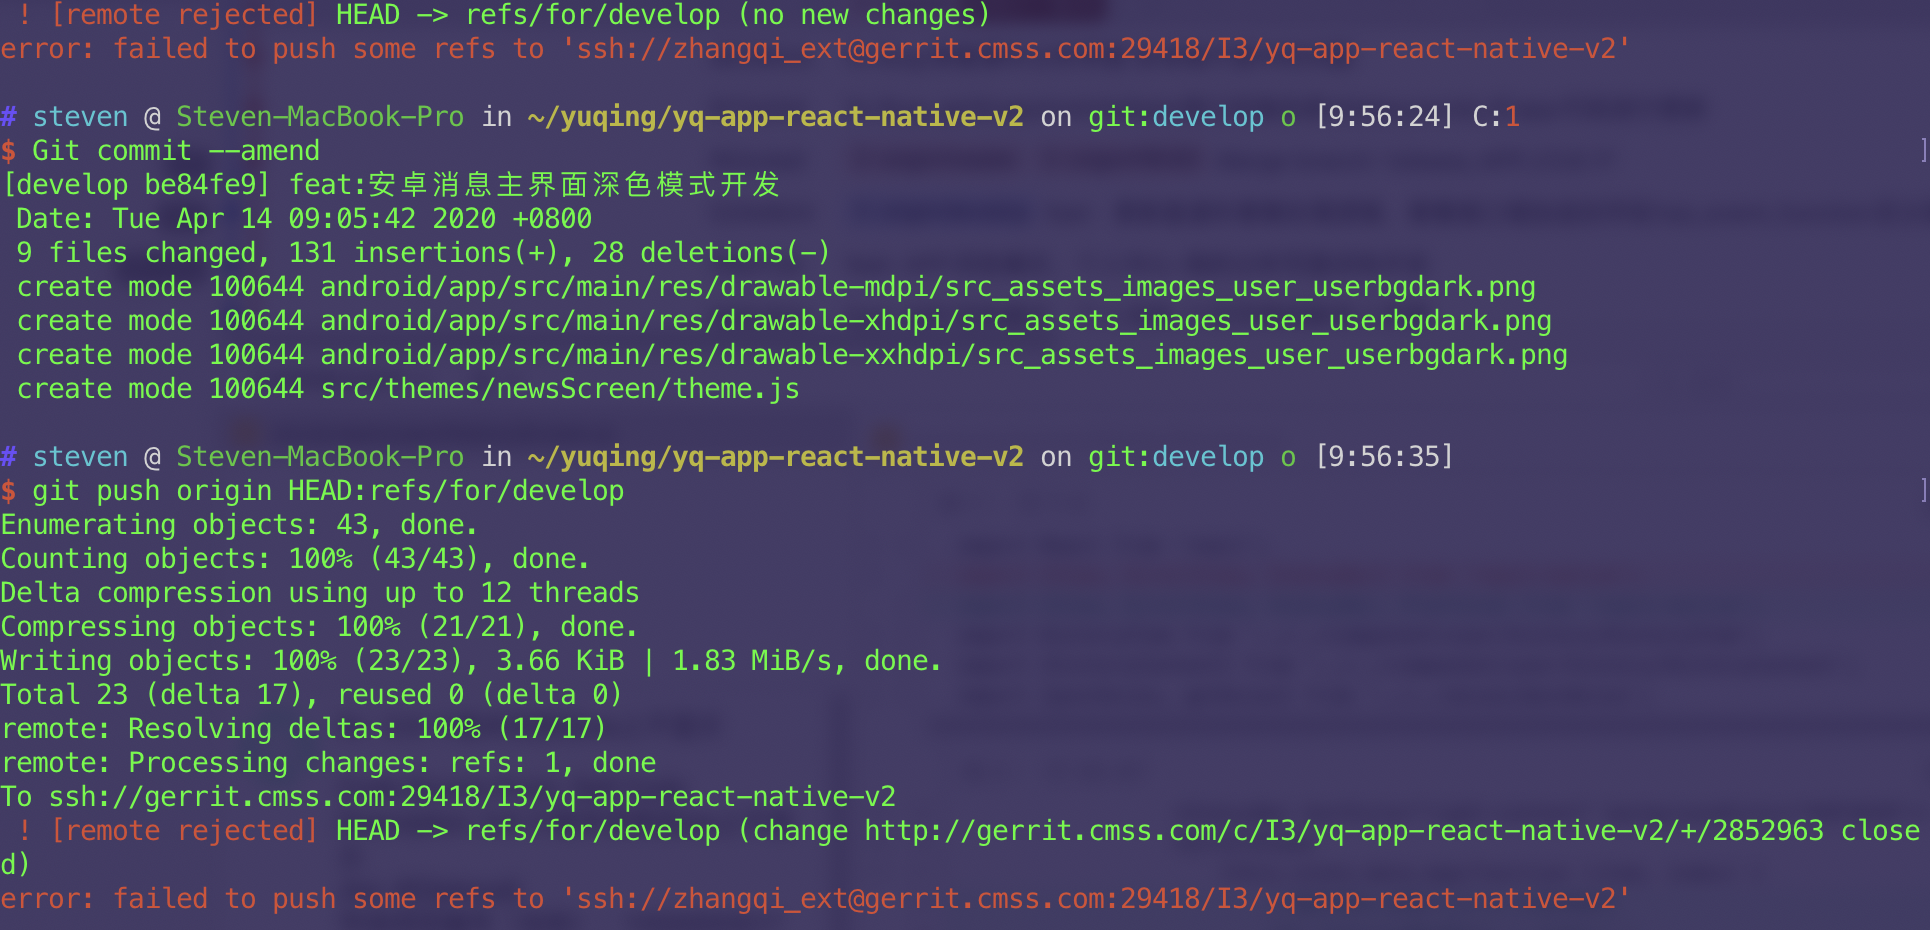 ! [remote rejected] HEAD -> refs/for/develop (no new changes)
error: failed to push some refs to 'ssh://zhangqi_ext@gerrit.cmss.com:29418/I3/yq-app-react-native-v2'
# steven @ Steven-MacBook-Pro in ~/yuqing/yq-app-react-native-v2 on git:develop o [9:56:24] C:1
$ Git commit --amend ]
[develop be84fe9] feat:安卓消息主界面深色模式开发
Date: Tue Apr 14 09:05:42 2020 +0800
9 files changed, 131 insertions(+), 28 deletions(-)
create mode 100644 android/app/src/main/res/drawable-mdpi/src_assets_images_user_userbgdark.png
create mode 100644 android/app/src/main/res/drawable-xhdpi/src_assets_images_user_userbgdark.png
create mode 100644 android/app/src/main/res/drawable-xxhdpi/src_assets_images_user_userbgdark.png
create mode 100644 src/themes/newsScreen/theme.js
# steven @ Steven-MacBook-Pro in ~/yuqing/yq-app-react-native-v2 on git:develop o [9:56:35]
$ git push origin HEAD:refs/for/develop ]
Enumerating objects: 43, done.
Counting objects: 100% (43/43), done.
Delta compression using up to 12 threads
Compressing objects: 100% (21/21), done.
Writing objects: 100% (23/23), 3.66 KiB | 1.83 MiB/s, done.
Total 23 (delta 17), reused 0 (delta 0)
remote: Resolving deltas: 100% (17/17)
remote: Processing changes: refs: 1, done
To ssh://gerrit.cmss.com:29418/I3/yq-app-react-native-v2
! [remote rejected] HEAD -> refs/for/develop (change http://gerrit.cmss.com/c/I3/yq-app-react-native-v2/+/2852963 close
d)
error: failed to push some refs to 'ssh://zhangqi_ext@gerrit.cmss.com:29418/I3/yq-app-react-native-v2'